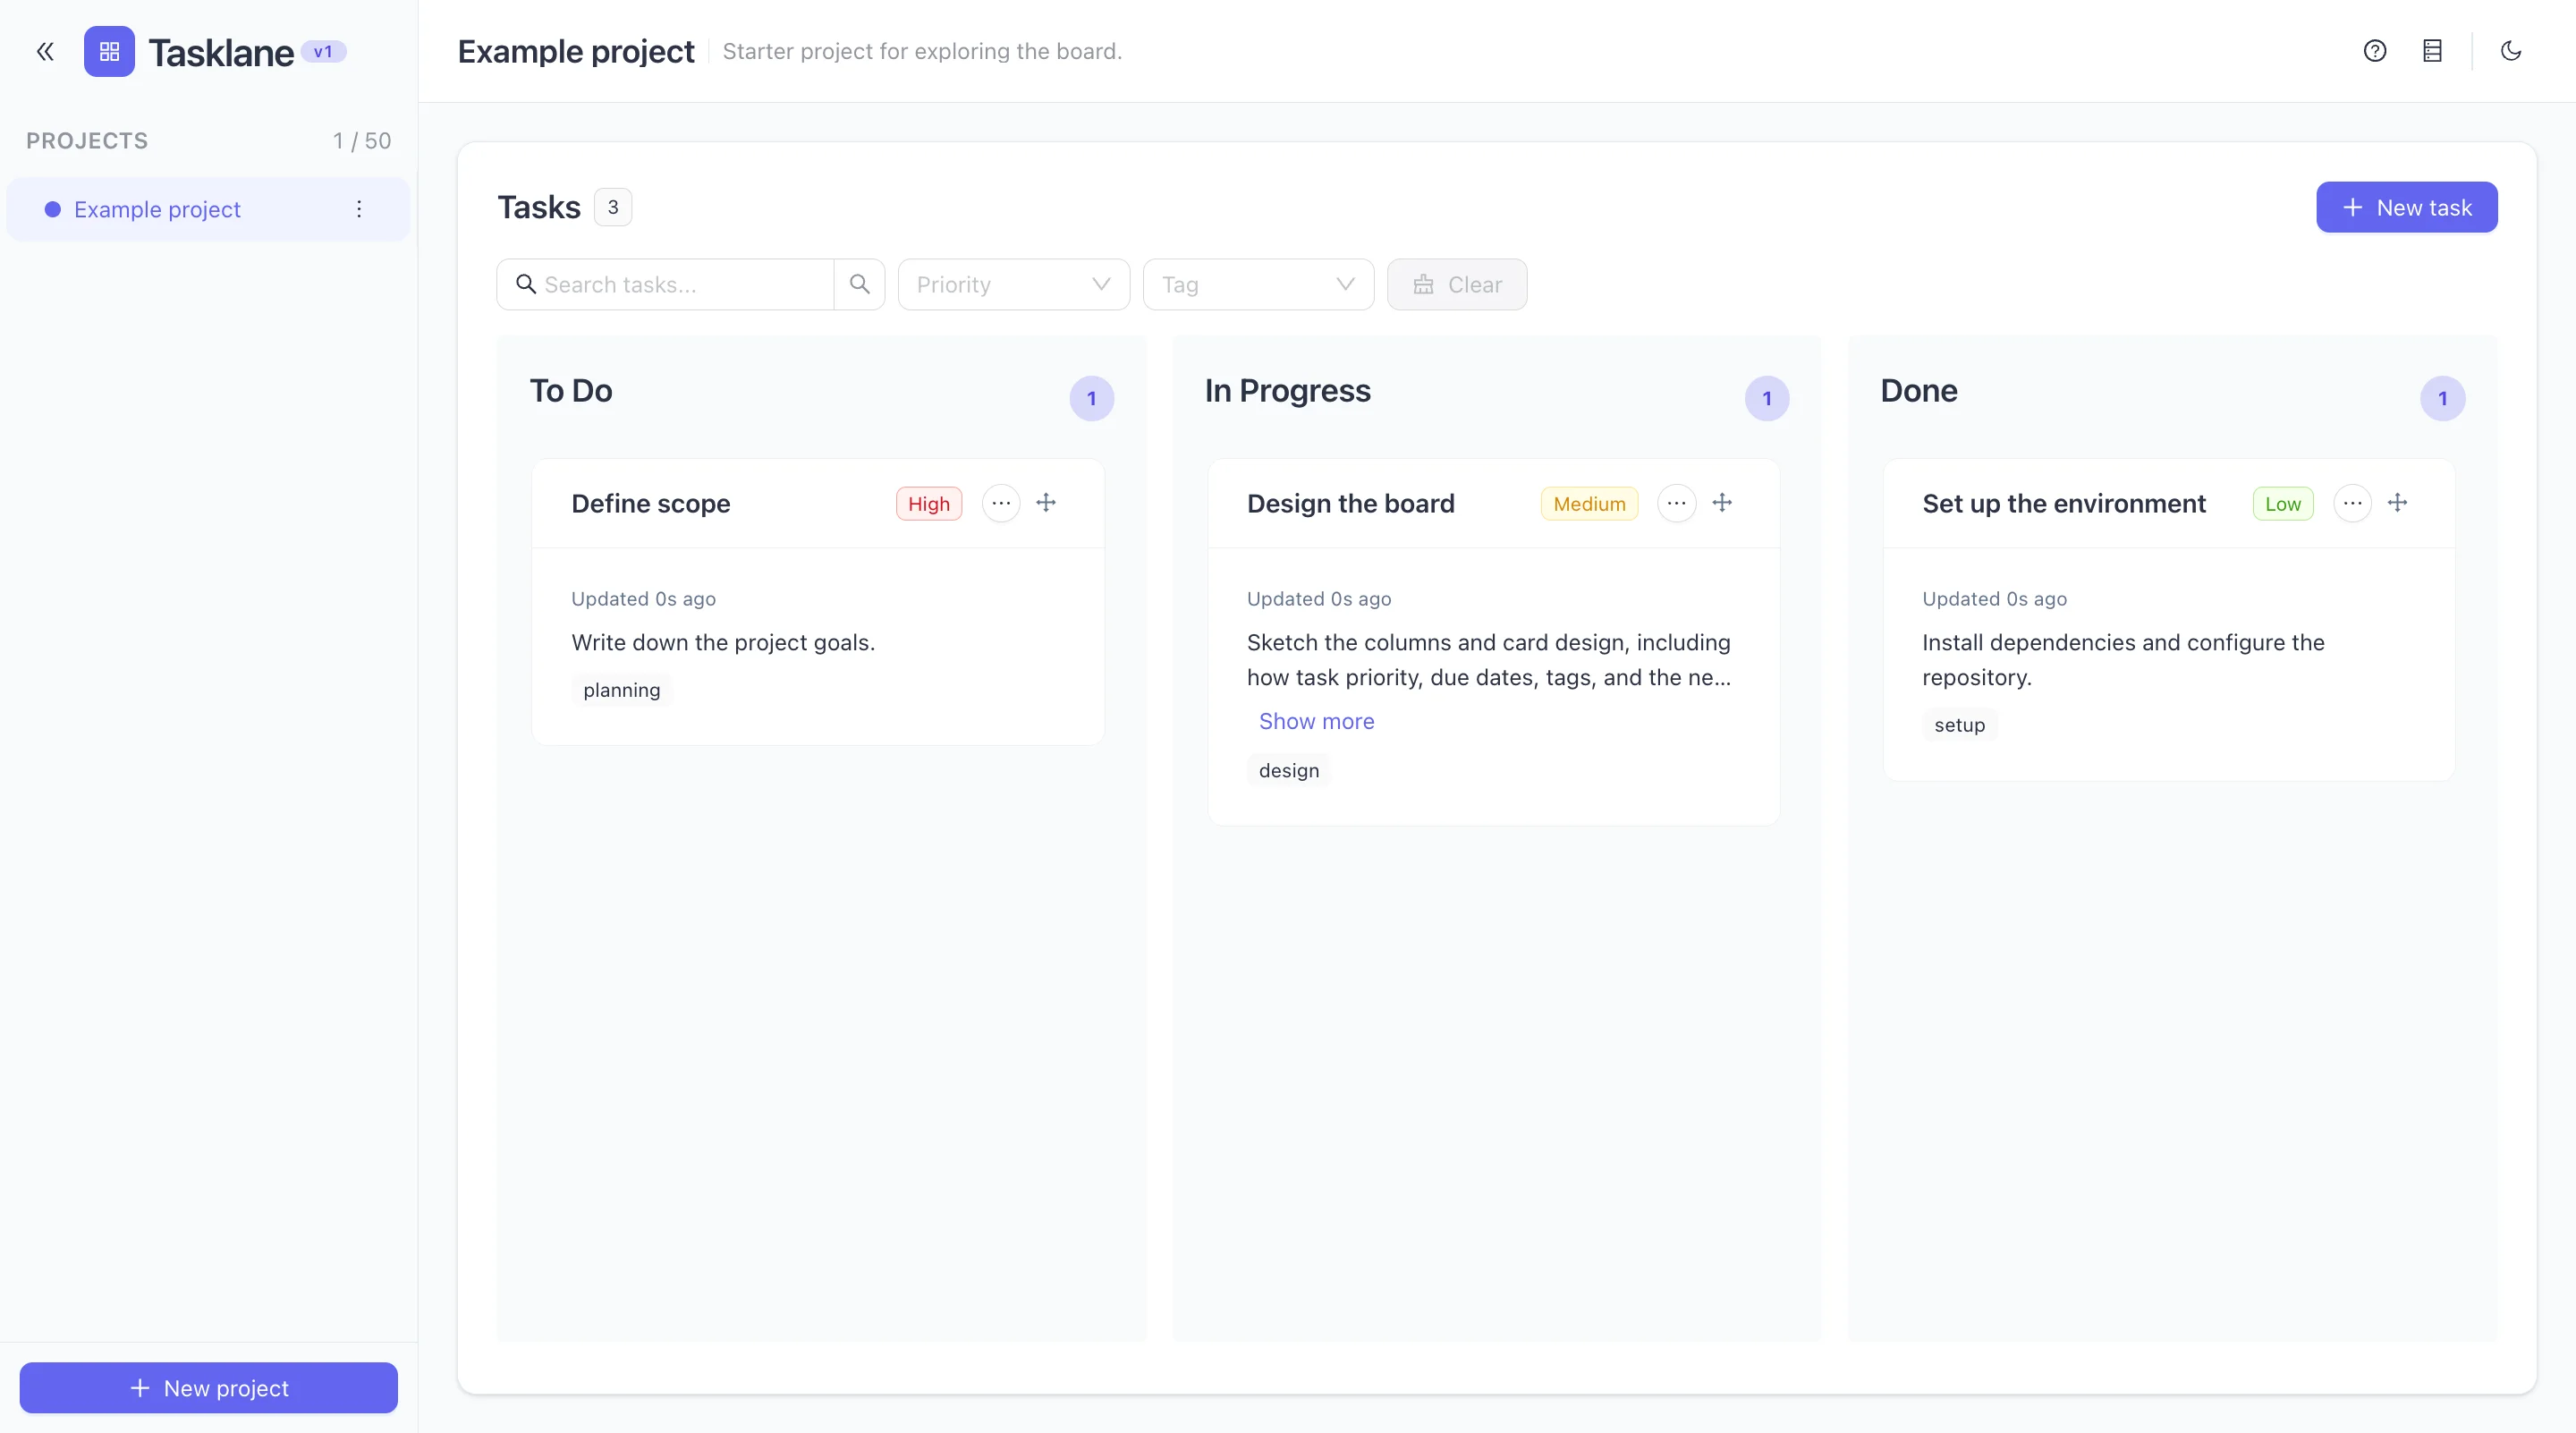 Tasklane v1
PROJECTS 1 / 50
Example project
New project
Example project Starter project for exploring the board.
Tasks 3
New task
Search tasks... Priority Tag Clear
To Do 1
Define scope High
Updated 0s ago
Write down the project goals.
planning
In Progress 1
Design the board Medium
Updated 0s ago
Sketch the columns and card design, including
how task priority, due dates, tags, and the ne...
Show more
design
Done 1
Set up the environment Low
Updated 0s ago
Install dependencies and configure the
repository.
setup